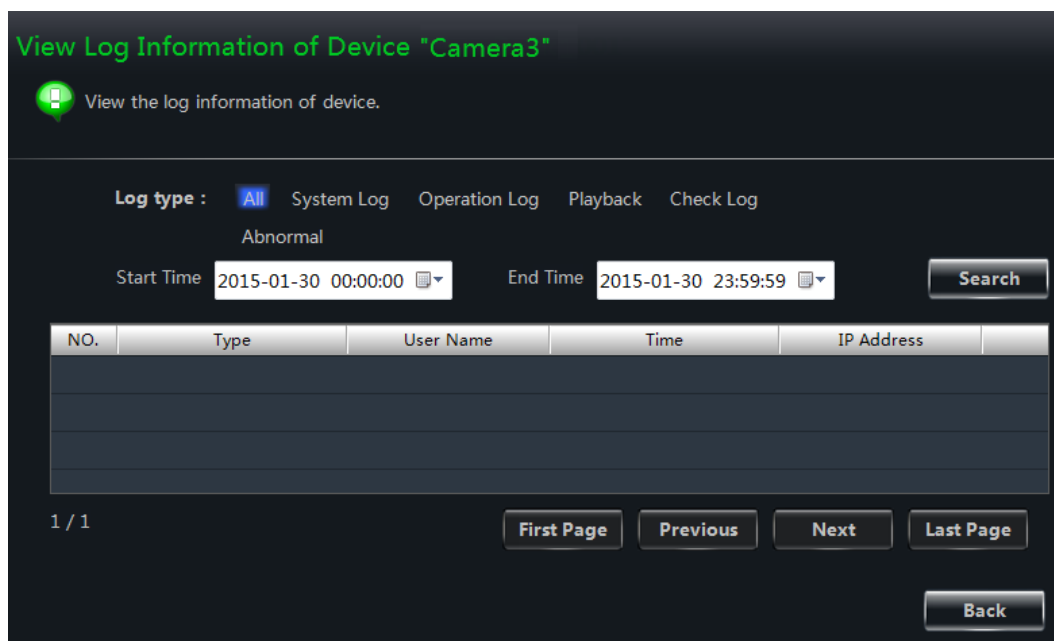 View Log Information of Device "Camera3"
View the log information of device.
Log type : All System Log Operation Log Playback Check Log
Abnormal
Start Time 2015-01-30 00:00:00 End Time 2015-01-30 23:59:59 Search
NO. Type User Name Time IP Address
1 / 1
First Page Previous Next Last Page
Back